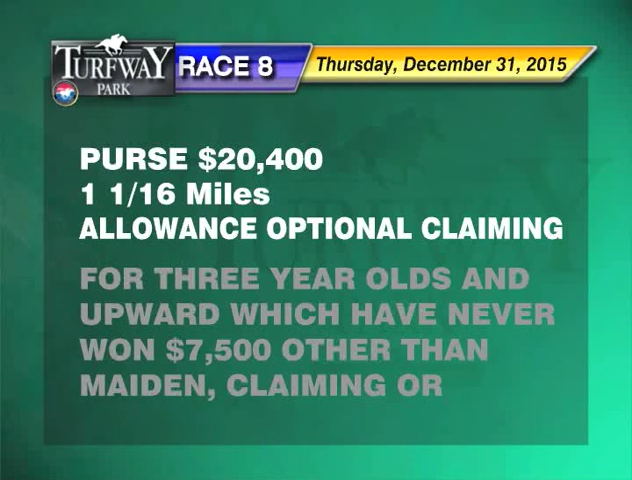 TURFWAY
PARK
RACE 8
Thursday, December 31, 2015
PURSE $20,400
1 1/16 Miles
ALLOWANCE OPTIONAL CLAIMING
FOR THREE YEAR OLDS AND
UPWARD WHICH HAVE NEVER
WON $7,500 OTHER THAN
MAIDEN, CLAIMING OR